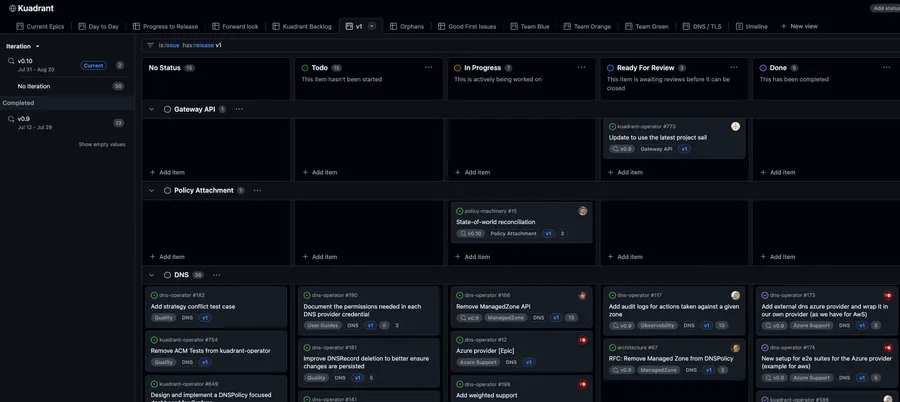 Kuadrant
Add status
Current Epics
Day to Day
Progress to Release
Forward look
Kuadrant Backlog
v1
Orphans
Good First Issues
Team Blue
Team Orange
Team Green
DNS / TLS
timeline
+ New view
Iteration
v0.10
Current
2
Jul 31 - Aug 20
No Iteration
30
Completed
v0.9
13
Jul 12 - Jul 29
Show empty values
is:issue has:release v1
No Status
Todo
This item hasn't been started
In Progress 7
This is actively being worked on
Ready For Review 3
This item is awaiting reviews before it can be
closed
Done
This has been completed
Gateway API 1
kuadrant-operator #773
Update to use the latest project sail
v0.9 Gateway API v1
+ Add item
+ Add item
+ Add item
+ Add item
+ Add item
Policy Attachment
policy-machinery #15
State-of-world reconciliation
v0.10 Policy Attachment v1 3
+ Add item
+ Add item
+ Add item
+ Add item
+ Add item
DNS 36
dns-operator #182
Add strategy conflict test case
Quality DNS v1
kuadrant-operator #754
Remove ACM Tests from kuadrant-operator
Quality DNS v1
kuadrant-operator #649
Design and implement a DNSPolicy focused
dns-operator #190
Document the permissions needed in each
DNS provider credential
User Guides DNS v1 0 3
dns-operator #181
Improve DNSRecord deletion to better ensure
changes are persisted
Quality DNS v1 5
dns-operator #141
dns-operator #166
Remove ManagedZone API
v0.9 ManagedZone DNS v1 13
dns-operator #12
Azure provider [Epic]
Azure Support DNS v1
dns-operator #199
Add weighted support
dns-operator #117
Add audit logs for actions taken against a given
zone
v0.9 Observability DNS v1 13
architecture #67
RFC: Remove Managed Zone from DNSPolicy
v0.9 ManagedZone DNS v1 3
dns-operator #173
Add external dns azure provider and wrap it in
our own provider (as we have for AwS)
v0.9 Azure Support DNS v1
dns-operator #174
New setup for e2e suites for the Azure provider
(example for aws)
v0.9 Azure Support DNS v1
kuadrant-operator #586